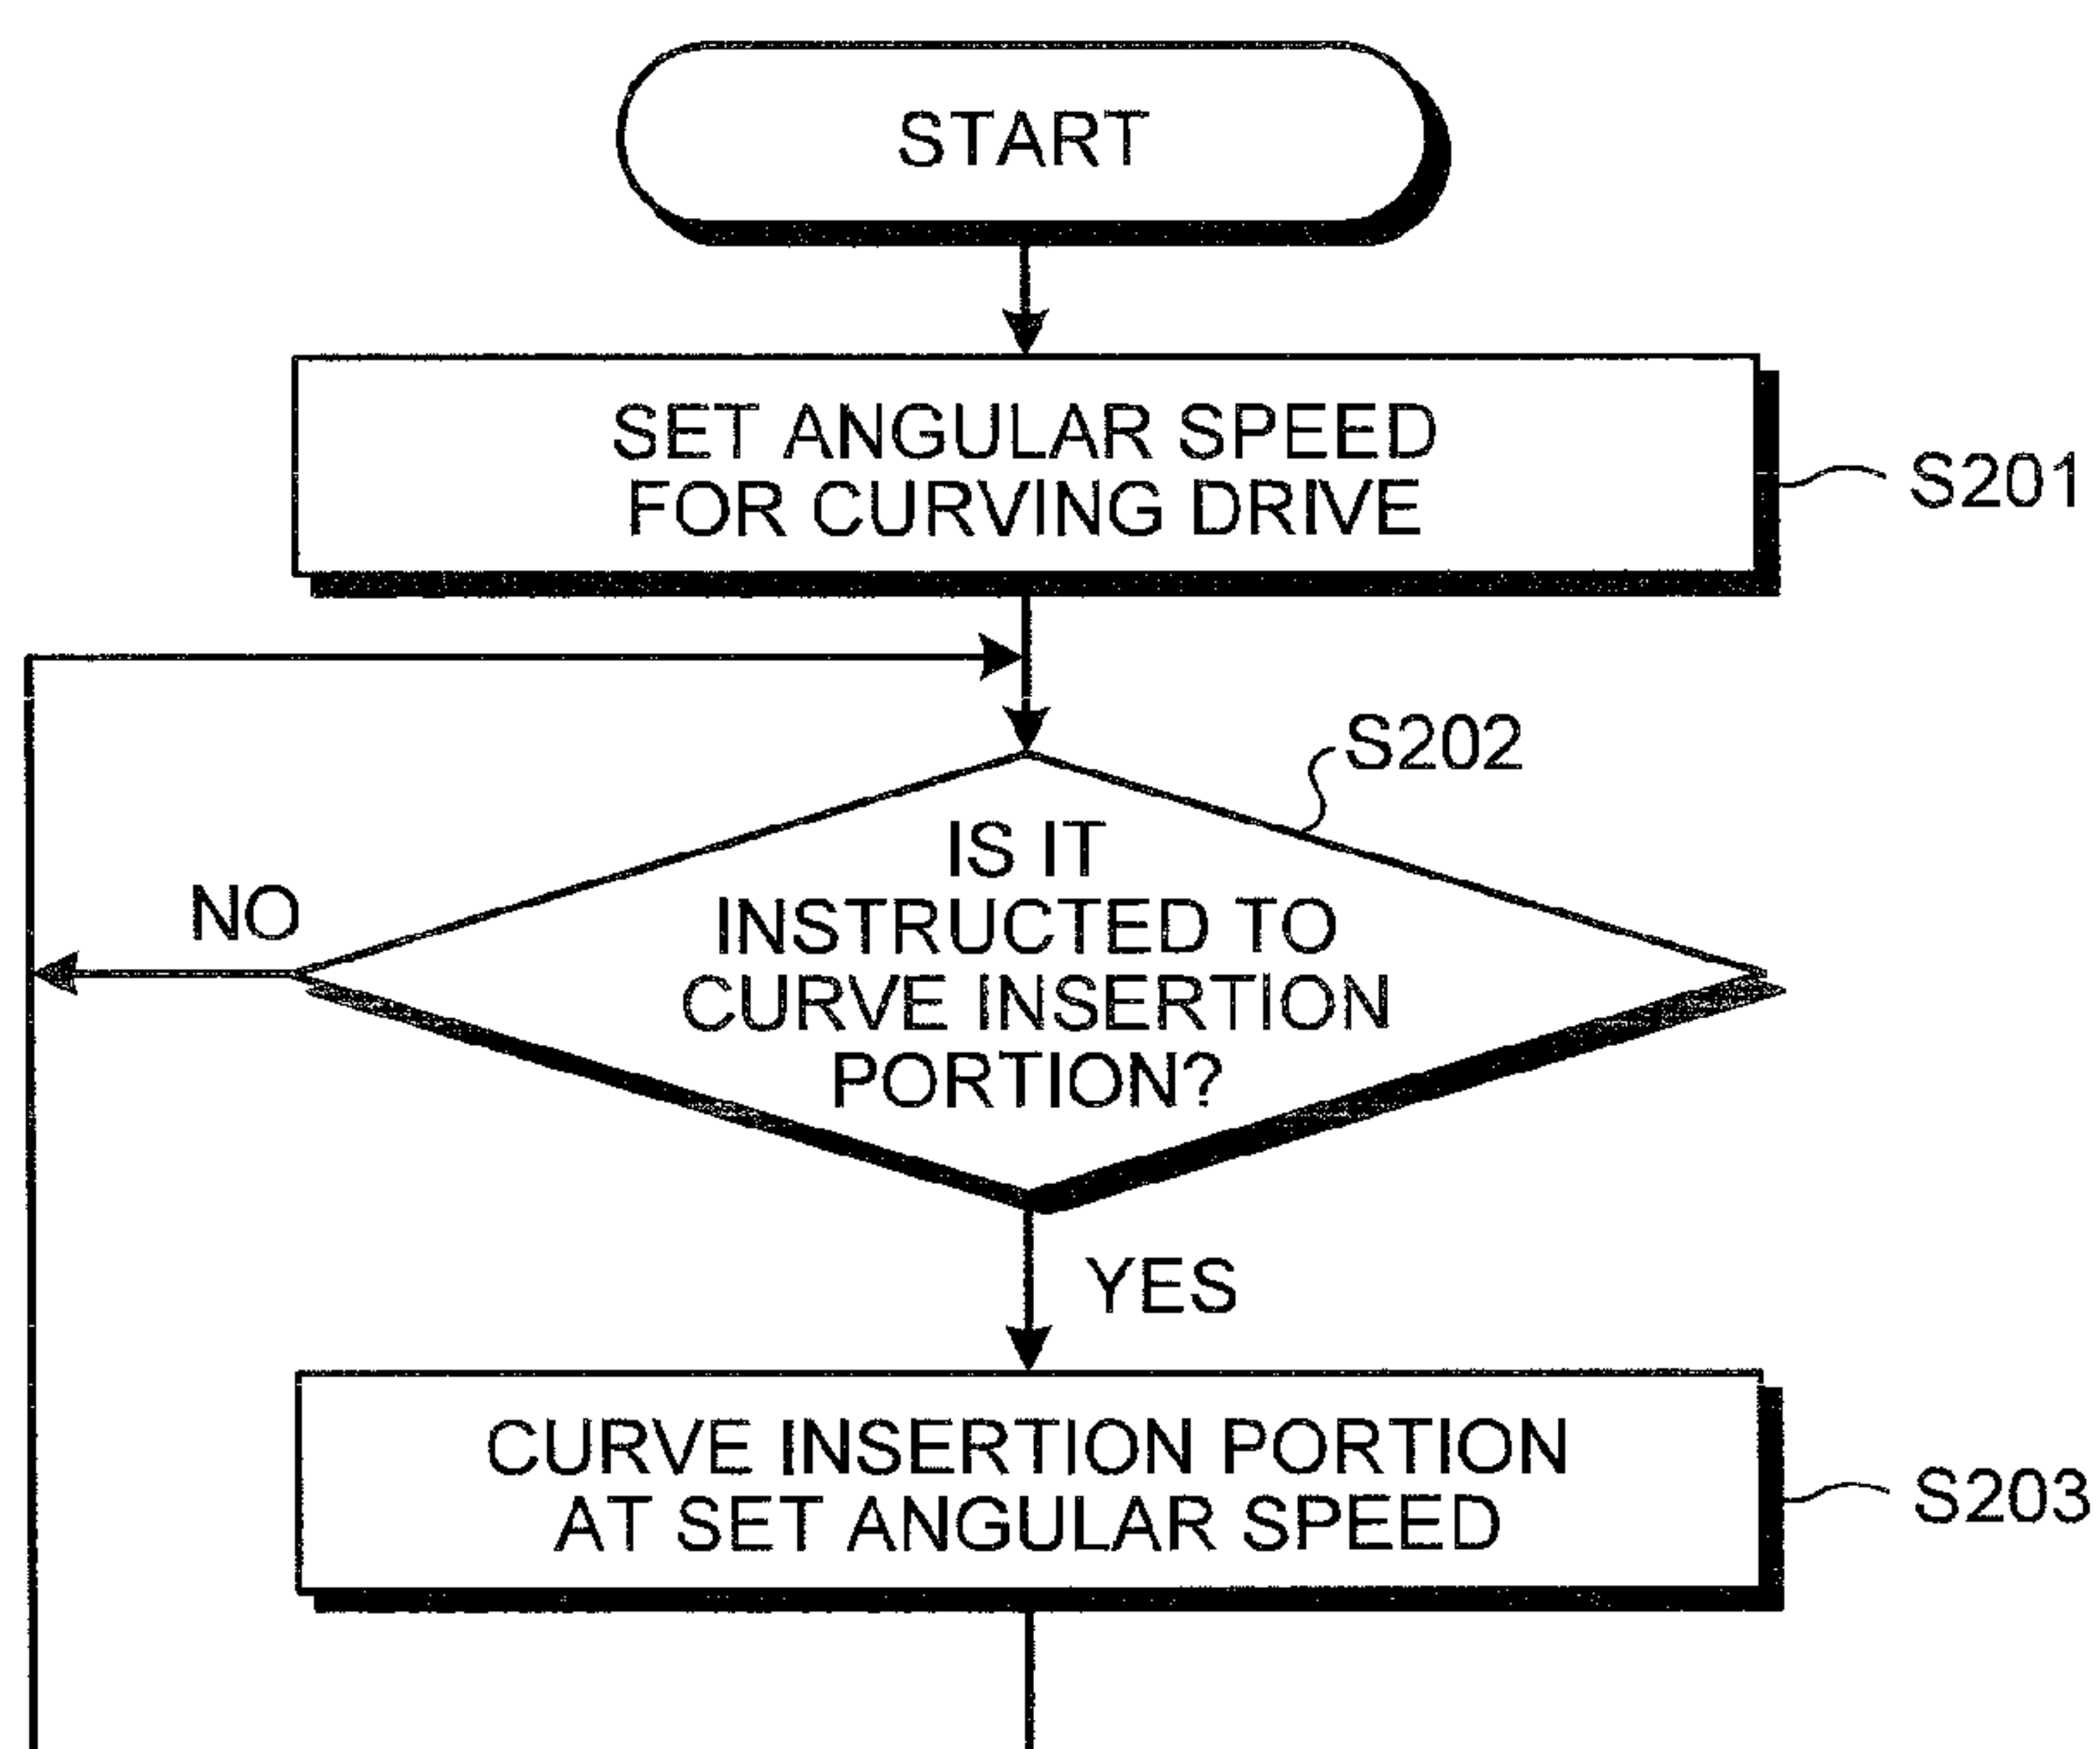 START
SET ANGULAR SPEED
FOR CURVING DRIVE
S201
S202
IS IT
INSTRUCTED TO
CURVE INSERTION
PORTION?
NO
YES
CURVE INSERTION PORTION
AT SET ANGULAR SPEED
S203